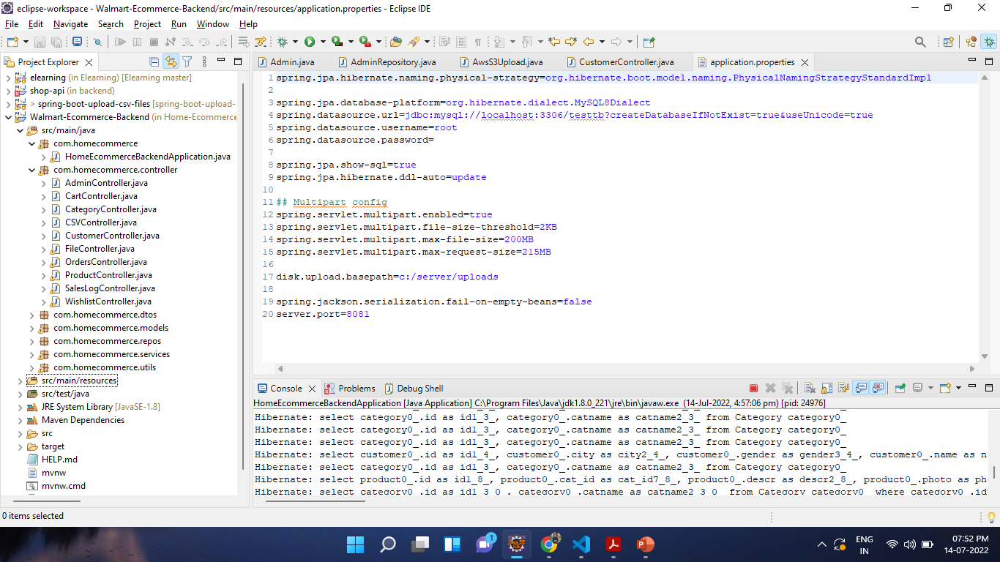 eclipse-workspace - Walmart-Ecommerce-Backend/src/main/resources/application.properties - Eclipse IDE
File Edit Navigate Search Project Run Window Help
Project Explorer
elearning (in Elearning) [Elearning master]
shop-api (in backend)
> spring-boot-upload-csv-files [spring-boot-upload-
Walmart-Ecommerce-Backend (in Home-Ecommerce
src/main/java
com.homecommerce
HomeEcommerceBackendApplication.java
com.homecommerce.controller
AdminController.java
CartController.java
CategoryController.java
CSVController.java
CustomerController.java
FileController.java
OrdersController.java
ProductController.java
SalesLogController.java
WishlistController.java
com.homecommerce.dtos
com.homecommerce.models
com.homecommerce.repos
com.homecommerce.services
com.homecommerce.utils
src/main/resources
src/test/java
JRE System Library [JavaSE-1.8]
Maven Dependencies
src
target
HELP.md
mvnw
mvnw.cmd
Admin.java AdminRepository.java AwsS3Upload.java CustomerController.java application.properties
1 spring.jpa.hibernate.naming.physical-strategy=org.hibernate.boot.model.naming.PhysicalNamingStrategyStandardImpl
2
3 spring.jpa.database-platform=org.hibernate.dialect.MySQL8Dialect
4 spring.datasource.url=jdbc:mysql://localhost:3306/testtb?createDatabaseIfNotExist=true&useUnicode=true
5 spring.datasource.username=root
6 spring.datasource.password=
7
8 spring.jpa.show-sql=true
9 spring.jpa.hibernate.ddl-auto=update
10
11 ## Multipart config
12 spring.servlet.multipart.enabled=true
13 spring.servlet.multipart.file-size-threshold=2KB
14 spring.servlet.multipart.max-file-size=200MB
15 spring.servlet.multipart.max-request-size=215MB
16
17 disk.upload.basepath=c:/server/uploads
18
19 spring.jackson.serialization.fail-on-empty-beans=false
20 server.port=8081
Console Problems Debug Shell
HomeEcommerceBackendApplication [Java Application] C:\Program Files\Java\jdk1.8.0_221\jre\bin\javaw.exe (14-Jul-2022, 4:57:06 pm) [pid: 24976]
Hibernate: select category0_.id as id1_3_, category0_.catname as catname2_3_ from Category category0_
Hibernate: select category0_.id as id1_3_, category0_.catname as catname2_3_ from Category category0_
Hibernate: select category0_.id as id1_3_, category0_.catname as catname2_3_ from Category category0_
Hibernate: select customer0_.id as id1_4_, customer0_.city as city2_4_, customer0_.gender as gender3_4_, customer0_.name as n
Hibernate: select category0_.id as id1_3_, category0_.catname as catname2_3_ from Category category0_
Hibernate: select product0_.id as id1_8_, product0_.cat_id as cat_id7_8_, product0_.descr as descr2_8_, product0_.photo as ph
Hibernate: select category0_.id as id1_3_0_, category0_.catname as catname2_3_0_ from Category category0_ where category0_.id
0 items selected
1
JAVA EE
IDE
ENG
IN
07:52 PM
14-07-2022